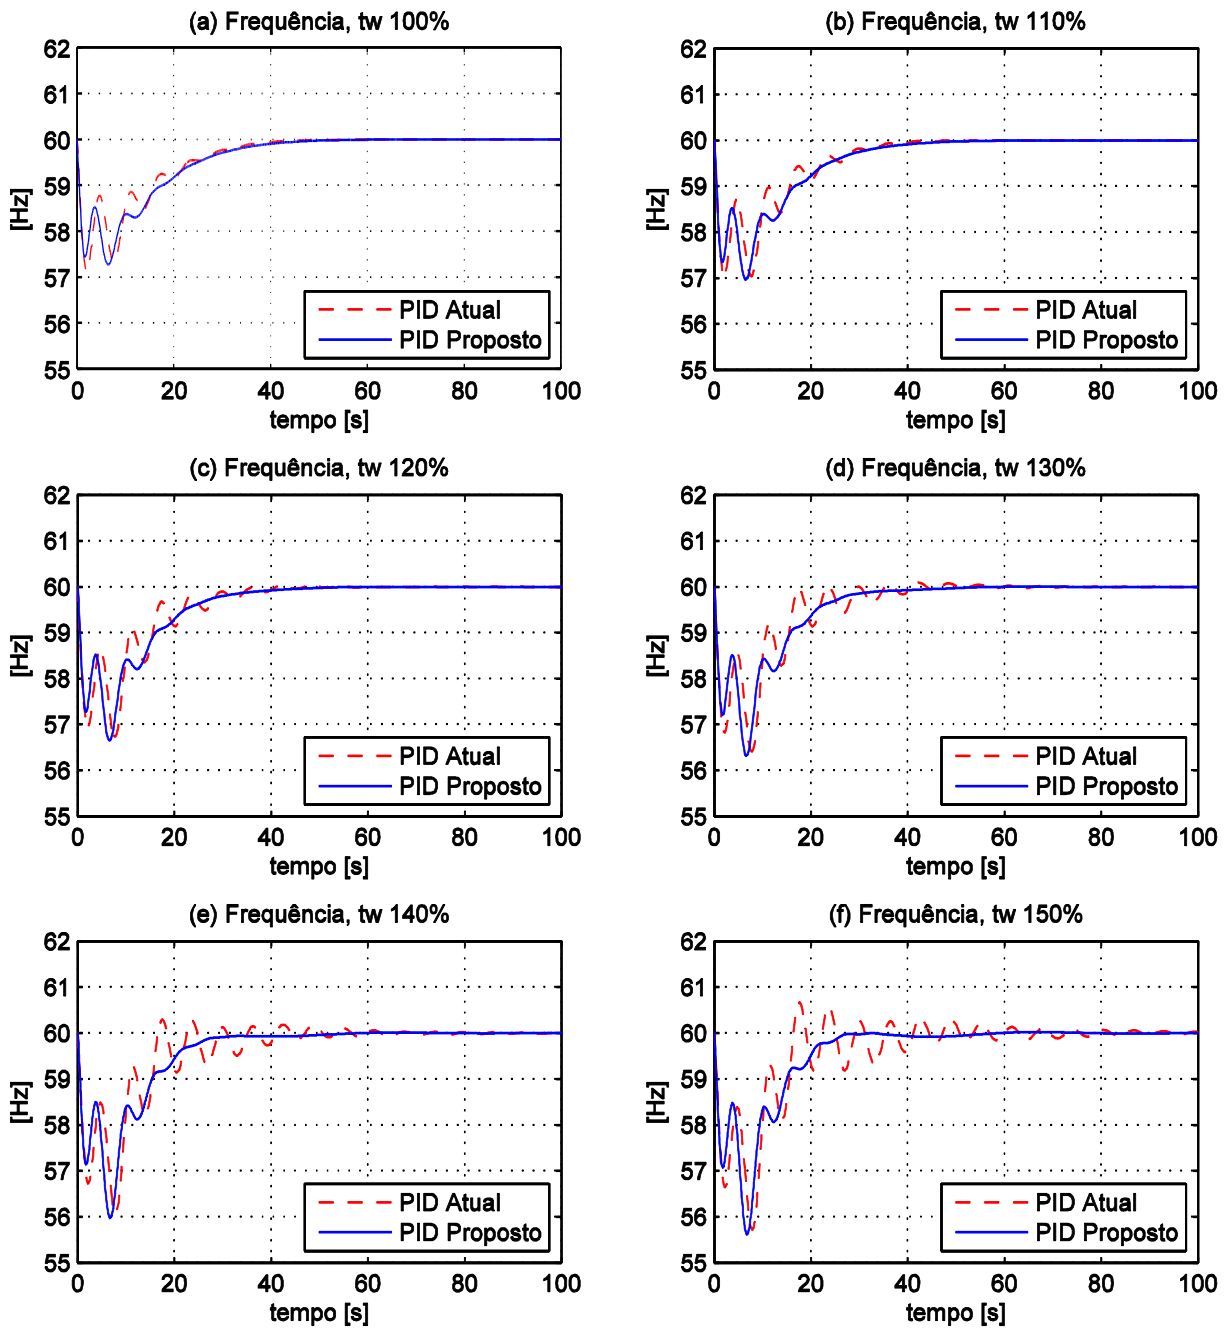 (a) Frequência, tw 100%
62
61
60
59
58
57
56
55
[Hz]
PID Atual
PID Proposto
0 20 40 60 80 100
tempo [s]
(b) Frequência, tw 110%
62
61
60
59
58
57
56
55
[Hz]
PID Atual
PID Proposto
0 20 40 60 80 100
tempo [s]
(c) Frequência, tw 120%
62
61
60
59
58
57
56
55
[Hz]
PID Atual
PID Proposto
0 20 40 60 80 100
tempo [s]
(d) Frequência, tw 130%
62
61
60
59
58
57
56
55
[Hz]
PID Atual
PID Proposto
0 20 40 60 80 100
tempo [s]
(e) Frequência, tw 140%
62
61
60
59
58
57
56
55
[Hz]
PID Atual
PID Proposto
0 20 40 60 80 100
tempo [s]
(f) Frequência, tw 150%
62
61
60
59
58
57
56
55
[Hz]
PID Atual
PID Proposto
0 20 40 60 80 100
tempo [s]